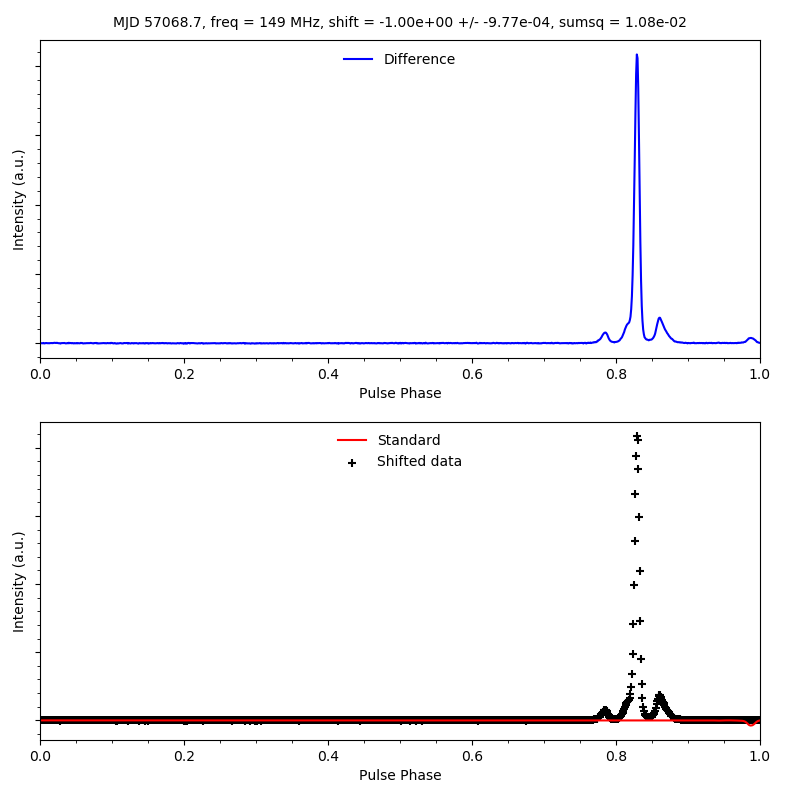 MJD 57068.7, freq = 149 MHz, shift = -1.00e+00 +/- -9.77e-04, sumsq = 1.08e-02
Difference
Intensity (a.u.)
0.0 0.2 0.4 0.6 0.8 1.0
Pulse Phase
Standard
Shifted data
Intensity (a.u.)
0.0 0.2 0.4 0.6 0.8 1.0
Pulse Phase